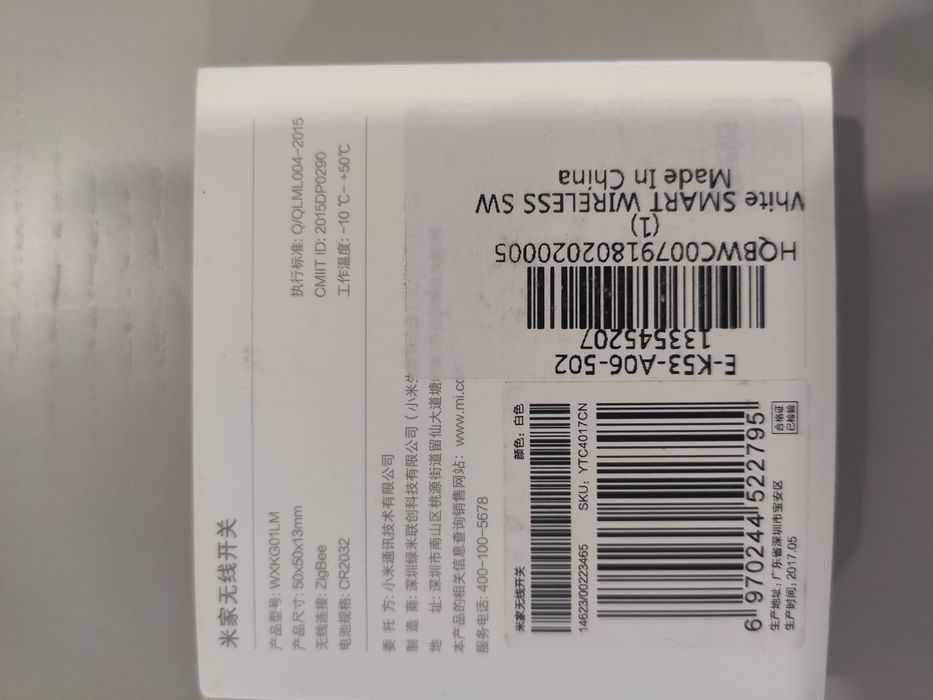 米家无线开关
产品型号: WXKG01LM
产品尺寸: 50x50x13mm
无线连接: ZigBee
电池规格: CR2032
执行标准: Q/QLML004-2015
CMIIT ID: 2015DP0290
工作温度: -10 ℃- +50℃
委 托 方: 小米通讯技术有限公司
制 造 商: 深圳绿米联创科技有限公司 ( 小米生
地 址: 深圳市南山区桃源街道留仙大道塘
本产品的相关信息查询销售网站: www.mi.co
服务电话: 400-100-5678
E-K53-A06-502
133545207
HQBWC00791802020005
(1)
White SMART WIRELESS SW
Made In China
米家无线开关 颜色: 白色
14623/00223465 SKU: YTC4017CN
6 970244 522795
生产地址: 广东省深圳市宝安区
生产时间: 2017.05
合格证
已检验